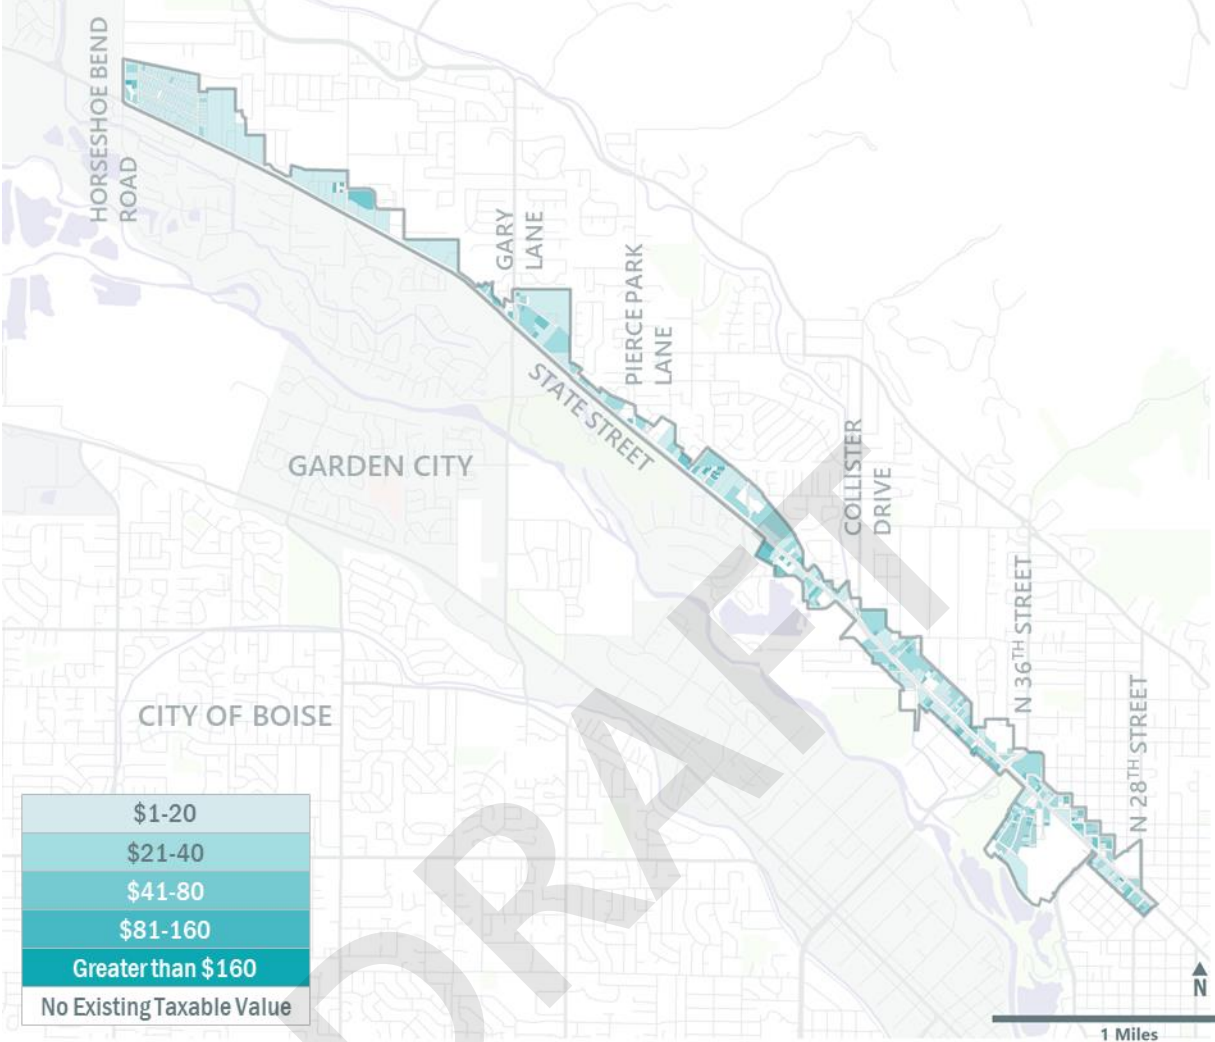 HORSESHOE BEND
ROAD
GARY
LANE
PIERCE PARK
LANE
STATE STREET
GARDEN CITY
COLLISTER
DRIVE
N 36TH STREET
N 28TH STREET
CITY OF BOISE
DRAFT
$1-20
$21-40
$41-80
$81-160
Greater than $160
No Existing Taxable Value
N
1 Miles